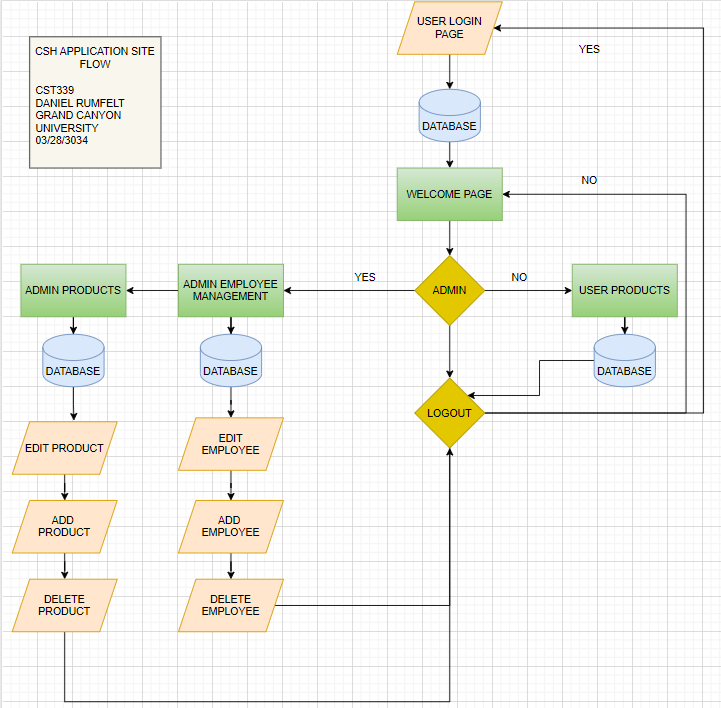 USER LOGIN
PAGE
YES
CSH APPLICATION SITE
FLOW
CST339
DANIEL RUMFELT
GRAND CANYON
UNIVERSITY
03/28/3034
DATABASE
WELCOME PAGE
NO
ADMIN PRODUCTS
ADMIN EMPLOYEE
MANAGEMENT
YES
ADMIN
NO
USER PRODUCTS
DATABASE
DATABASE
DATABASE
LOGOUT
EDIT PRODUCT
EDIT
EMPLOYEE
ADD
PRODUCT
ADD
EMPLOYEE
DELETE
PRODUCT
DELETE
EMPLOYEE